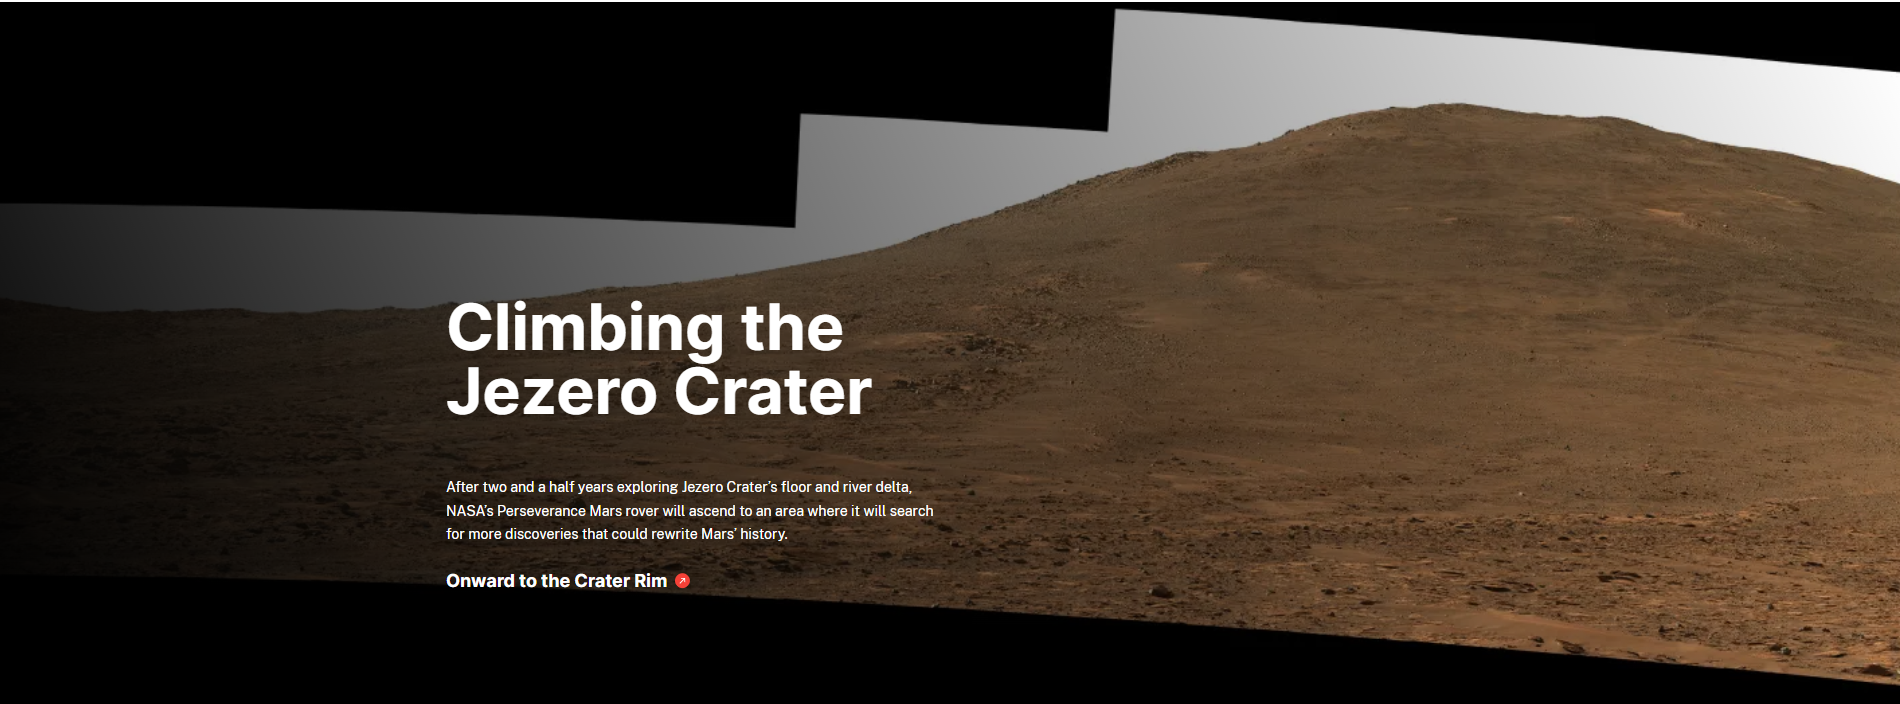 Climbing the
Jezero Crater
After two and a half years exploring Jezero Crater’s floor and river delta,
NASA’s Perseverance Mars rover will ascend to an area where it will search
for more discoveries that could rewrite Mars’ history.
Onward to the Crater Rim